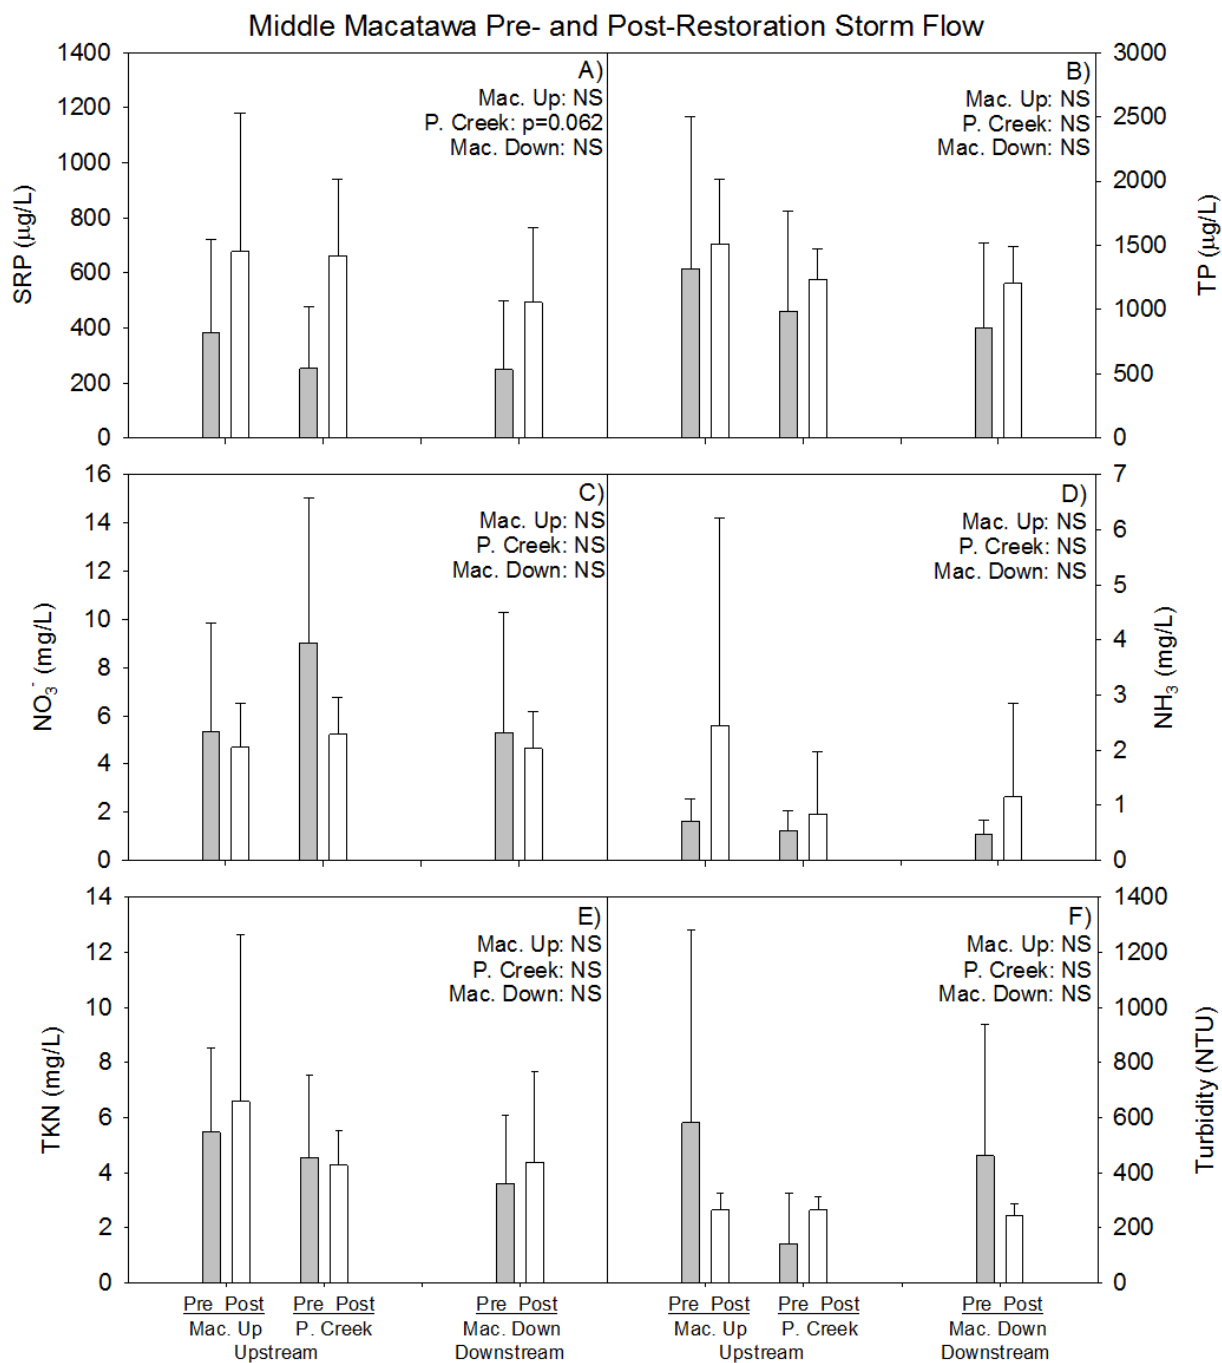 Middle Macatawa Pre- and Post-Restoration Storm Flow
1400
1200
1000
800
600
400
200
0
SRP (µg/L)
A)
Mac. Up: NS
P. Creek: p=0.062
Mac. Down: NS
B)
Mac. Up: NS
P. Creek: NS
Mac. Down: NS
3000
2500
2000
1500
1000
500
0
TP (µg/L)
16
14
12
10
8
6
4
2
0
NO₃⁻ (mg/L)
C)
Mac. Up: NS
P. Creek: NS
Mac. Down: NS
D)
Mac. Up: NS
P. Creek: NS
Mac. Down: NS
7
6
5
4
3
2
1
0
NH₃ (mg/L)
14
12
10
8
6
4
2
0
TKN (mg/L)
E)
Mac. Up: NS
P. Creek: NS
Mac. Down: NS
F)
Mac. Up: NS
P. Creek: NS
Mac. Down: NS
1400
1200
1000
800
600
400
200
0
Turbidity (NTU)
Pre Post Pre Post Pre Post Pre Post Pre Post Pre Post
Mac. Up P. Creek Mac. Down Mac. Up P. Creek Mac. Down
Upstream Downstream Upstream Downstream